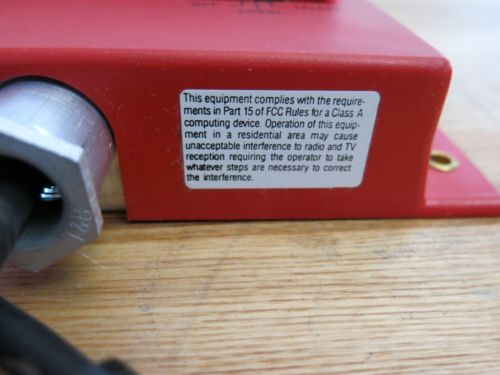 OFF
LOCAL
This equipment complies with the require-
ments in Part 15 of FCC Rules for a Class A
computing device. Operation of this equip-
ment in a residential area may cause
unacceptable interference to radio and TV
reception requiring the operator to take
whatever steps are necessary to correct
the interference.
T&B